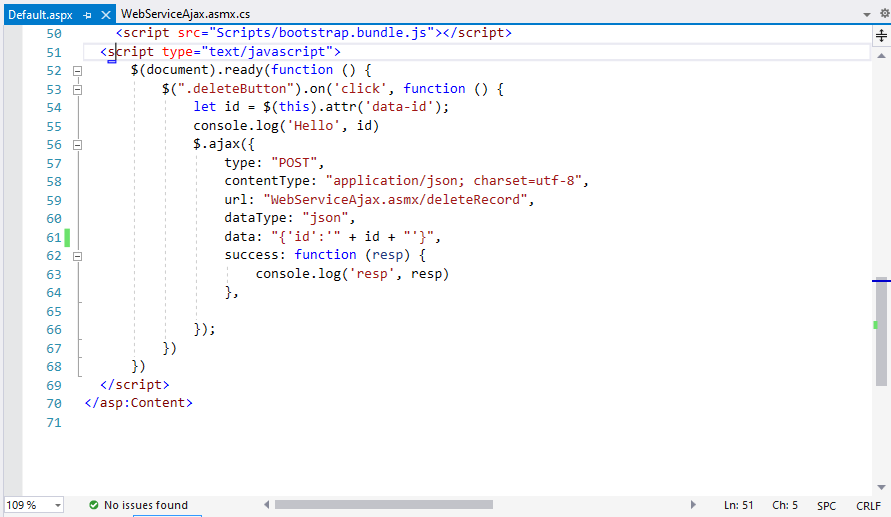 Default.aspx WebServiceAjax.asmx.cs
50 <script src="Scripts/bootstrap.bundle.js"></script>
51 <script type="text/javascript">
52 $(document).ready(function () {
53 $(".deleteButton").on('click', function () {
54 let id = $(this).attr('data-id');
55 console.log('Hello', id)
56 $.ajax({
57 type: "POST",
58 contentType: "application/json; charset=utf-8",
59 url: "WebServiceAjax.asmx/deleteRecord",
60 dataType: "json",
61 data: "{'id':'" + id + "'}",
62 success: function (resp) {
63 console.log('resp', resp)
64 },
65
66 });
67 })
68 })
69 </script>
70 </asp:Content>
71
109 % No issues found Ln: 51 Ch: 5 SPC CRLF